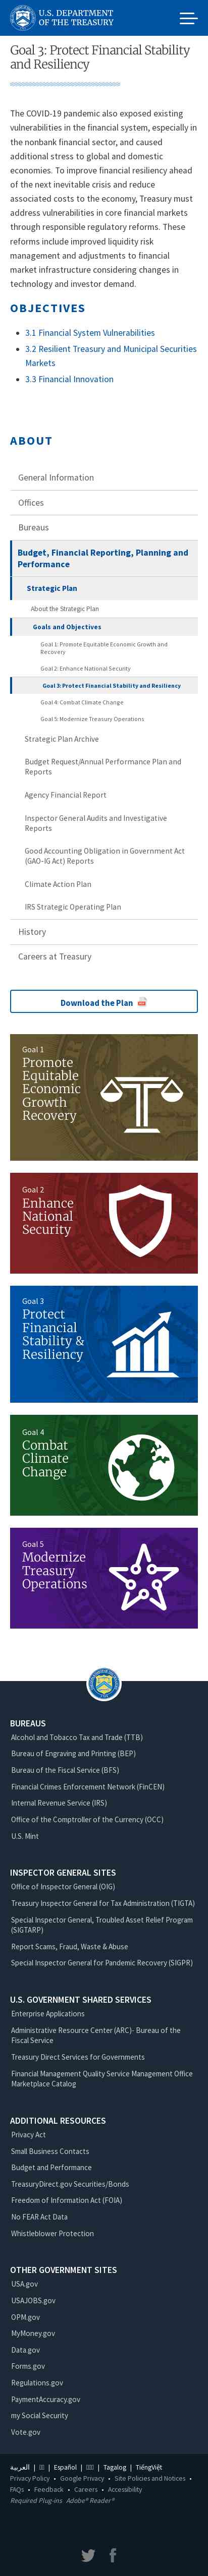 U.S. DEPARTMENT
OF THE TREASURY
Goal 3: Protect Financial Stability
and Resiliency
The COVID-19 pandemic also exposed existing
vulnerabilities in the financial system, especially in
the nonbank financial sector, and caused
additional stress to global and domestic
economies. To improve financial resiliency ahead
of the next inevitable crisis and reduce
associated costs to the economy, Treasury must
address vulnerabilities in core financial markets
through responsible regulatory reforms. These
reforms include improved liquidity risk
management and adjustments to financial
market infrastructure considering changes in
technology and investor demand.
OBJECTIVES
3.1 Financial System Vulnerabilities
3.2 Resilient Treasury and Municipal Securities
Markets
3.3 Financial Innovation
ABOUT
General Information
Offices
Bureaus
Budget, Financial Reporting, Planning and
Performance
Strategic Plan
About the Strategic Plan
Goals and Objectives
Goal 1: Promote Equitable Economic Growth and
Recovery
Goal 2: Enhance National Security
Goal 3: Protect Financial Stability and Resiliency
Goal 4: Combat Climate Change
Goal 5: Modernize Treasury Operations
Strategic Plan Archive
Budget Request/Annual Performance Plan and
Reports
Agency Financial Report
Inspector General Audits and Investigative
Reports
Good Accounting Obligation in Government Act
(GAO-IG Act) Reports
Climate Action Plan
IRS Strategic Operating Plan
History
Careers at Treasury
Download the Plan
Goal 1
Promote
Equitable
Economic
Growth
Recovery
Goal 2
Enhance
National
Security
Goal 3
Protect
Financial
Stability &
Resiliency
Goal 4
Combat
Climate
Change
Goal 5
Modernize
Treasury
Operations
BUREAUS
Alcohol and Tobacco Tax and Trade (TTB)
Bureau of Engraving and Printing (BEP)
Bureau of the Fiscal Service (BFS)
Financial Crimes Enforcement Network (FinCEN)
Internal Revenue Service (IRS)
Office of the Comptroller of the Currency (OCC)
U.S. Mint
INSPECTOR GENERAL SITES
Office of Inspector General (OIG)
Treasury Inspector General for Tax Administration (TIGTA)
Special Inspector General, Troubled Asset Relief Program
(SIGTARP)
Report Scams, Fraud, Waste & Abuse
Special Inspector General for Pandemic Recovery (SIGPR)
U.S. GOVERNMENT SHARED SERVICES
Enterprise Applications
Administrative Resource Center (ARC)- Bureau of the
Fiscal Service
Treasury Direct Services for Governments
Financial Management Quality Service Management Office
Marketplace Catalog
ADDITIONAL RESOURCES
Privacy Act
Small Business Contacts
Budget and Performance
TreasuryDirect.gov Securities/Bonds
Freedom of Information Act (FOIA)
No FEAR Act Data
Whistleblower Protection
OTHER GOVERNMENT SITES
USA.gov
USAJOBS.gov
OPM.gov
MyMoney.gov
Data.gov
Forms.gov
Regulations.gov
PaymentAccuracy.gov
my Social Security
Vote.gov
العربية | | Español | | Tagalog | TiếngViệt
Privacy Policy • Google Privacy • Site Policies and Notices •
FAQs • Feedback • Careers • Accessibility
Required Plug-ins Adobe® Reader®